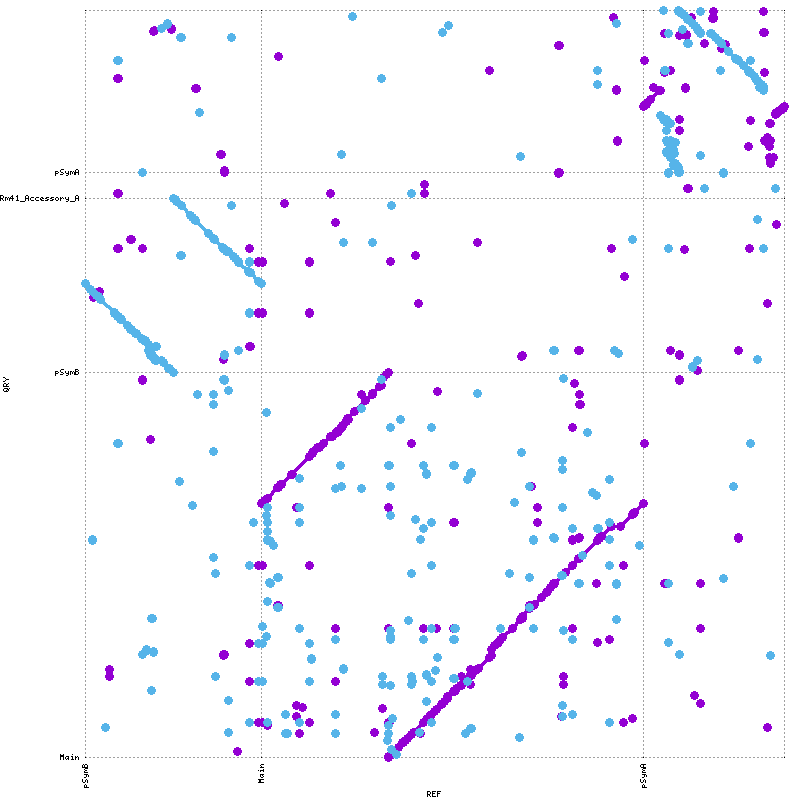 pSymA
Rm41_Accessory_A
pSymB
QRY
Main
pSymB
Main
pSymA
REF